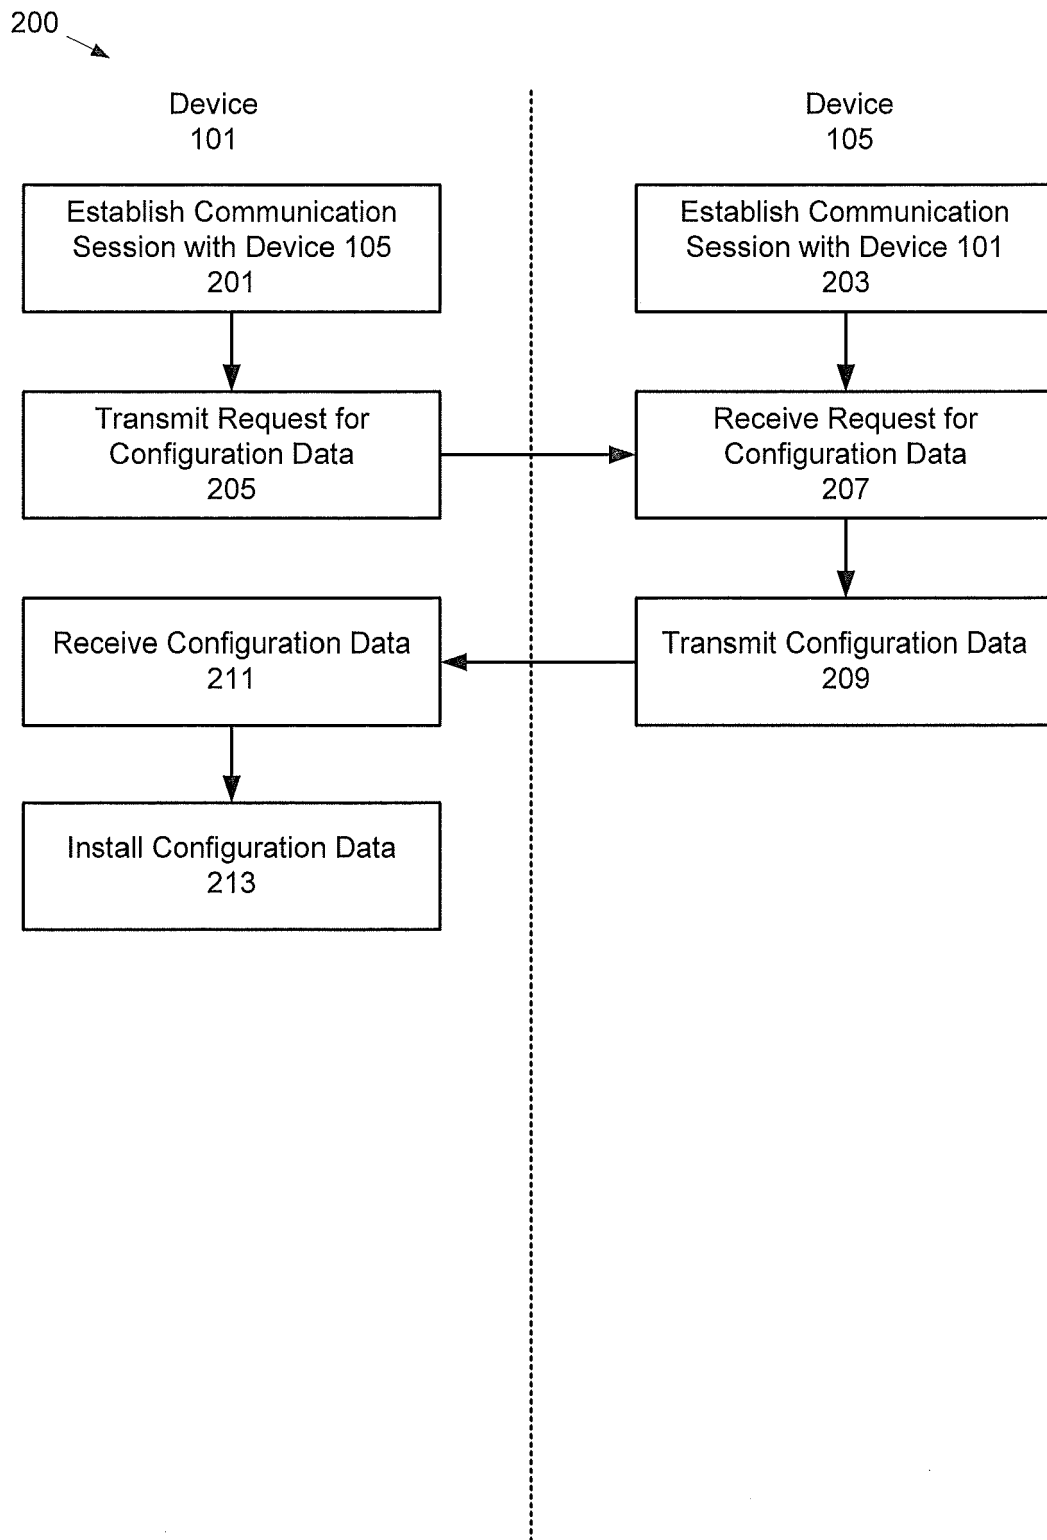 200
Device
101
Device
105
Establish Communication
Session with Device 105
201
Establish Communication
Session with Device 101
203
Transmit Request for
Configuration Data
205
Receive Request for
Configuration Data
207
Receive Configuration Data
211
Transmit Configuration Data
209
Install Configuration Data
213